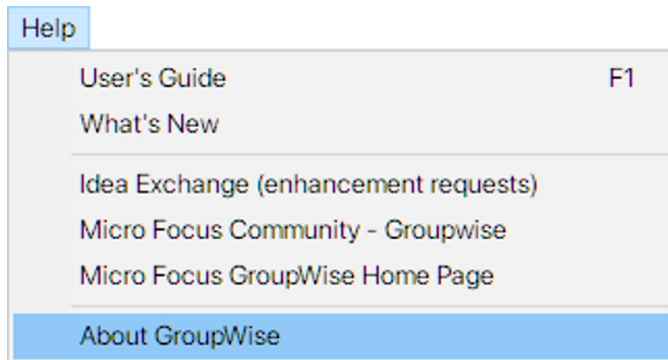 Help
User's Guide F1
What's New
Idea Exchange (enhancement requests)
Micro Focus Community - Groupwise
Micro Focus GroupWise Home Page
About GroupWise